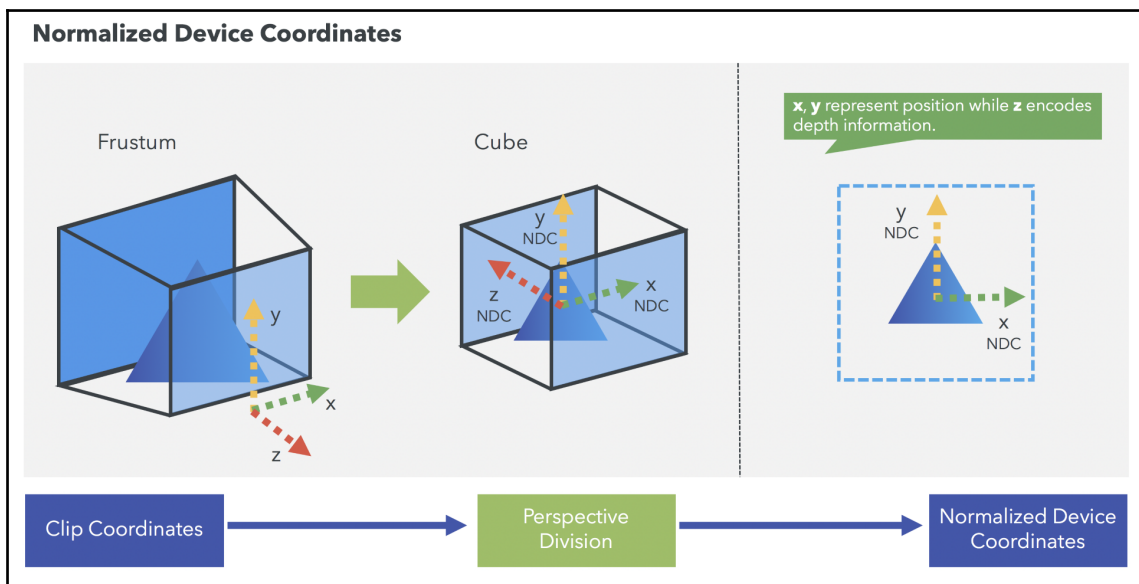 Normalized Device Coordinates
x, y represent position while z encodes
depth information.
Frustum
Cube
y
NDC
z
NDC
x
NDC
y
x
z
y
NDC
x
NDC
Clip Coordinates
Perspective
Division
Normalized Device
Coordinates